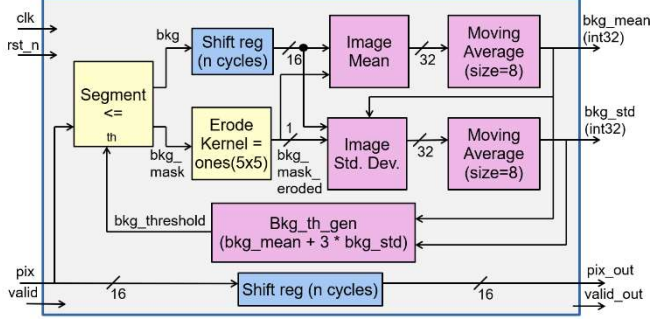 clk
rst_n
bkg
Shift reg
(n cycles)
16
Image
Mean
32
Moving
Average
(size=8)
bkg_mean
(int32)
Segment
<=
th
bkg_
mask
Erode
Kernel =
ones(5x5)
1
bkg_
mask_
eroded
Image
Std. Dev.
32
Moving
Average
(size=8)
bkg_std
(int32)
bkg_threshold
Bkg_th_gen
(bkg_mean + 3 * bkg_std)
pix
valid
16
Shift reg (n cycles)
16
pix_out
valid_out